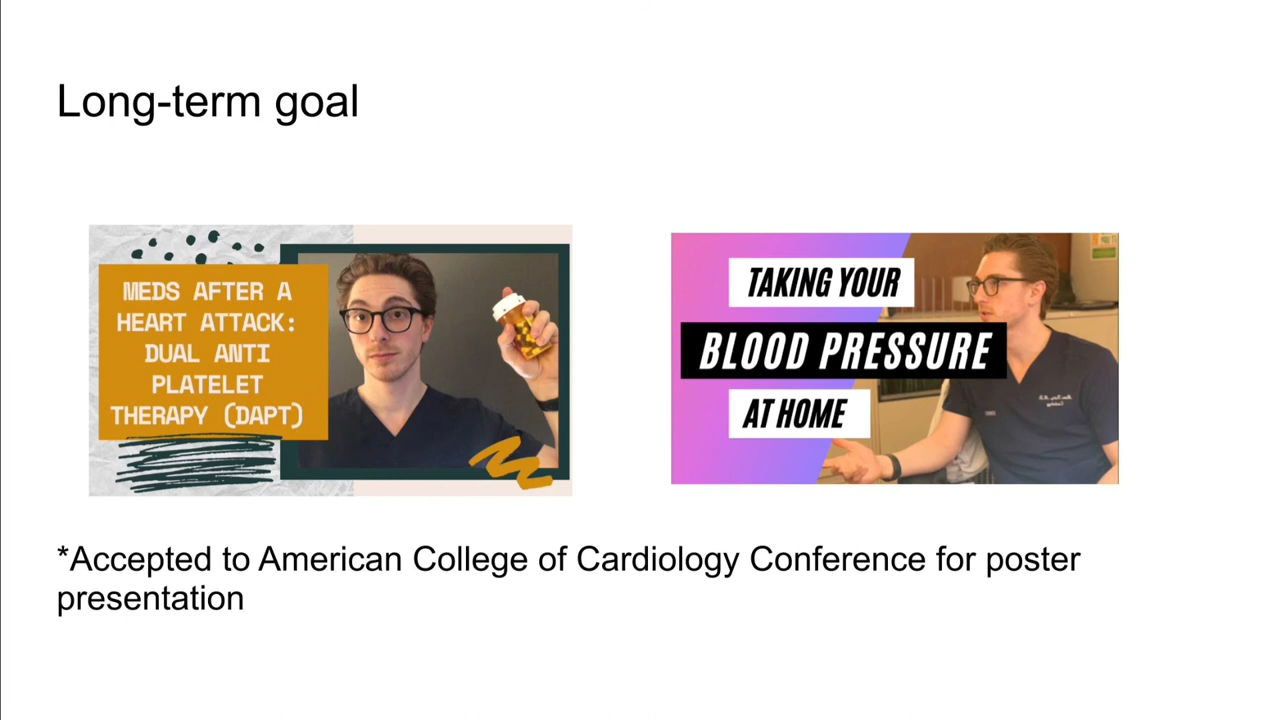 Long-term goal
MEDS AFTER A
HEART ATTACK:
DUAL ANTI
PLATELET
THERAPY (DAPT)
TAKING YOUR
BLOOD PRESSURE
AT HOME
*Accepted to American College of Cardiology Conference for poster
presentation